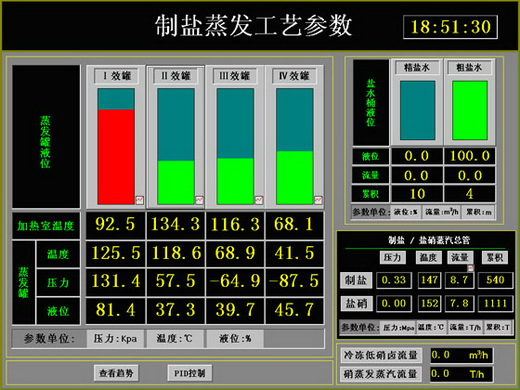 制盐蒸发工艺参数 18:51:30
I 效罐 II 效罐 III 效罐 IV 效罐
蒸发罐液位
加热室温度 92.5 134.3 116.3 68.1
蒸发罐
温度 125.5 118.6 68.9 41.5
压力 131.4 57.5 -64.9 -87.5
液位 81.4 37.3 39.7 45.7
参数单位: 压力:Kpa 温度:℃ 液位:%
查看趋势 PID控制
盐水桶液位
精盐水 粗盐水
液位 0.0 100.0
流量 0.0 0.0
累积 10 4
参数单位: 液位:% 流量:m³/h 累积:m
制盐 / 盐硝蒸汽总管
压力 温度 流量 累积
制盐 0.33 147 8.7 540
盐硝 0.00 152 7.8 1111
参数单位: 压力:Mpa 温度:℃ 流量:T/h 累积:T
冷冻低硝卤流量 0.0 m³/h
硝蒸发蒸汽流量 0.0 T/h